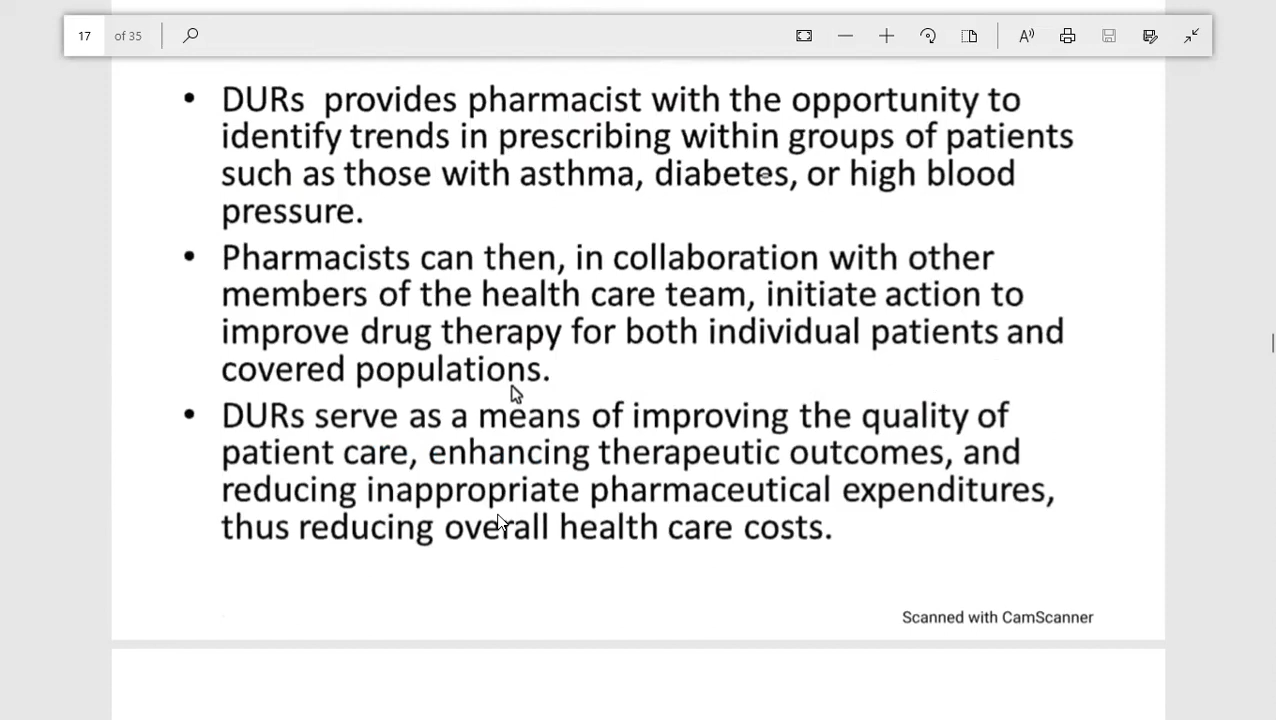 17 of 35
• DURs provides pharmacist with the opportunity to
identify trends in prescribing within groups of patients
such as those with asthma, diabetes, or high blood
pressure.
• Pharmacists can then, in collaboration with other
members of the health care team, initiate action to
improve drug therapy for both individual patients and
covered populations.
• DURs serve as a means of improving the quality of
patient care, enhancing therapeutic outcomes, and
reducing inappropriate pharmaceutical expenditures,
thus reducing overall health care costs.
Scanned with CamScanner